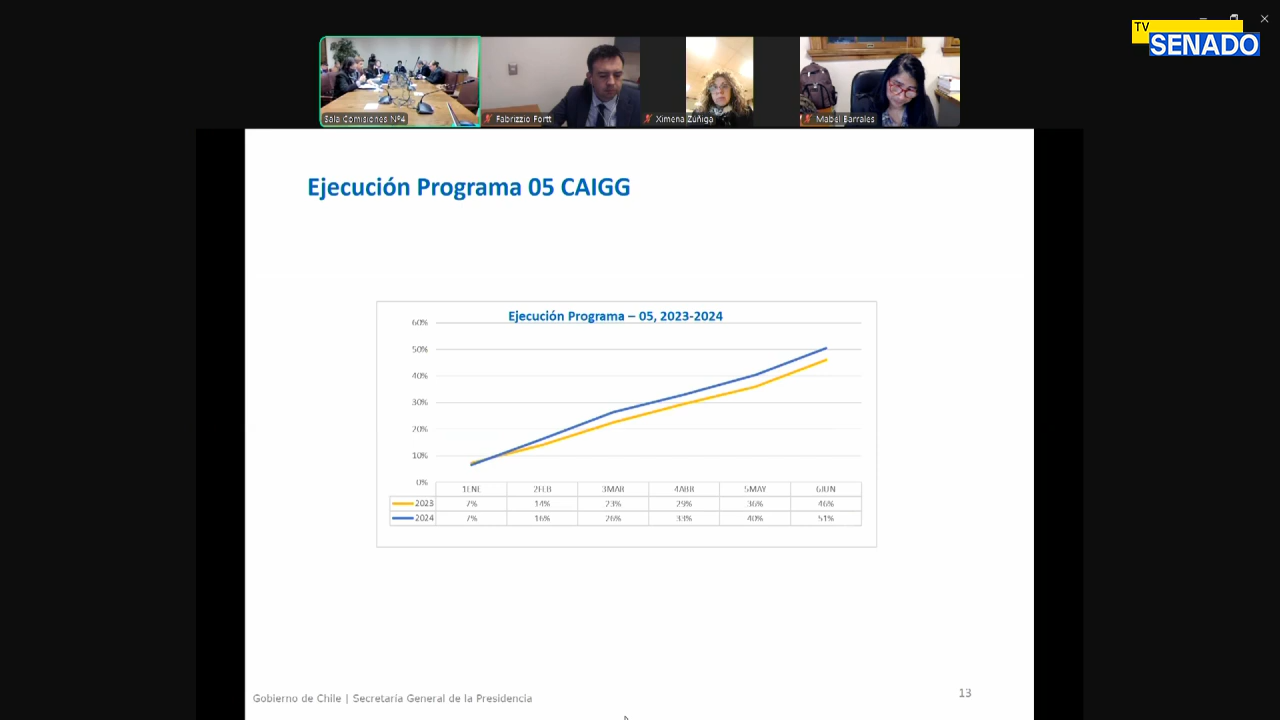 TV
SENADO
Sala Comisiones Nº4
Fabrizzio Fortt
Ximena Zúñiga
Mabel Barrales
Ejecución Programa 05 CAIGG
Ejecución Programa – 05, 2023-2024
60%
50%
40%
30%
20%
10%
0%
1ENE 2FEB 3MAR 4ABR 5MAY 6JUN
2023 7% 14% 23% 29% 36% 46%
2024 7% 16% 26% 33% 40% 51%
Gobierno de Chile | Secretaría General de la Presidencia
13